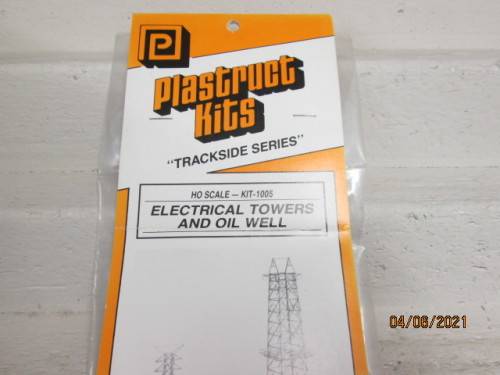 P
Plastruct
Kits
"TRACKSIDE SERIES"
HO SCALE — KIT-1005
ELECTRICAL TOWERS
AND OIL WELL
04/06/2021